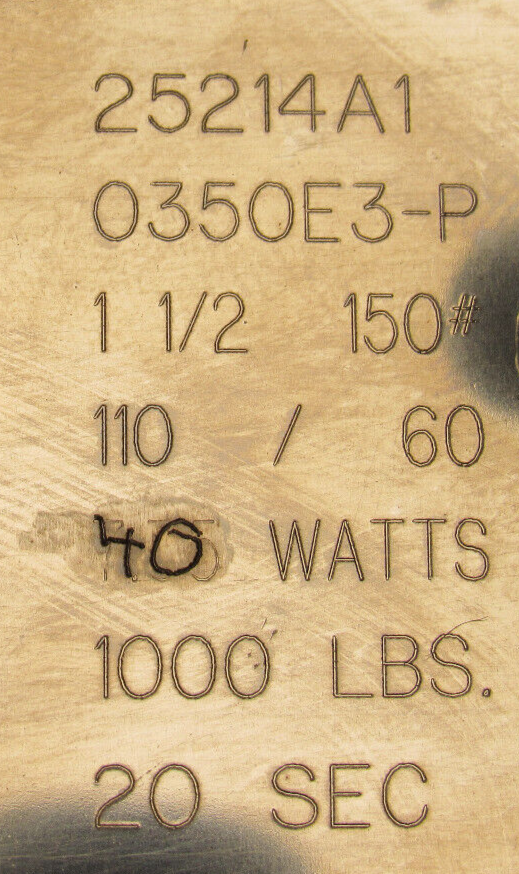 25214A1
0350E3-P
1 1/2 150#
110 / 60
40 WATTS
1000 LBS.
20 SEC